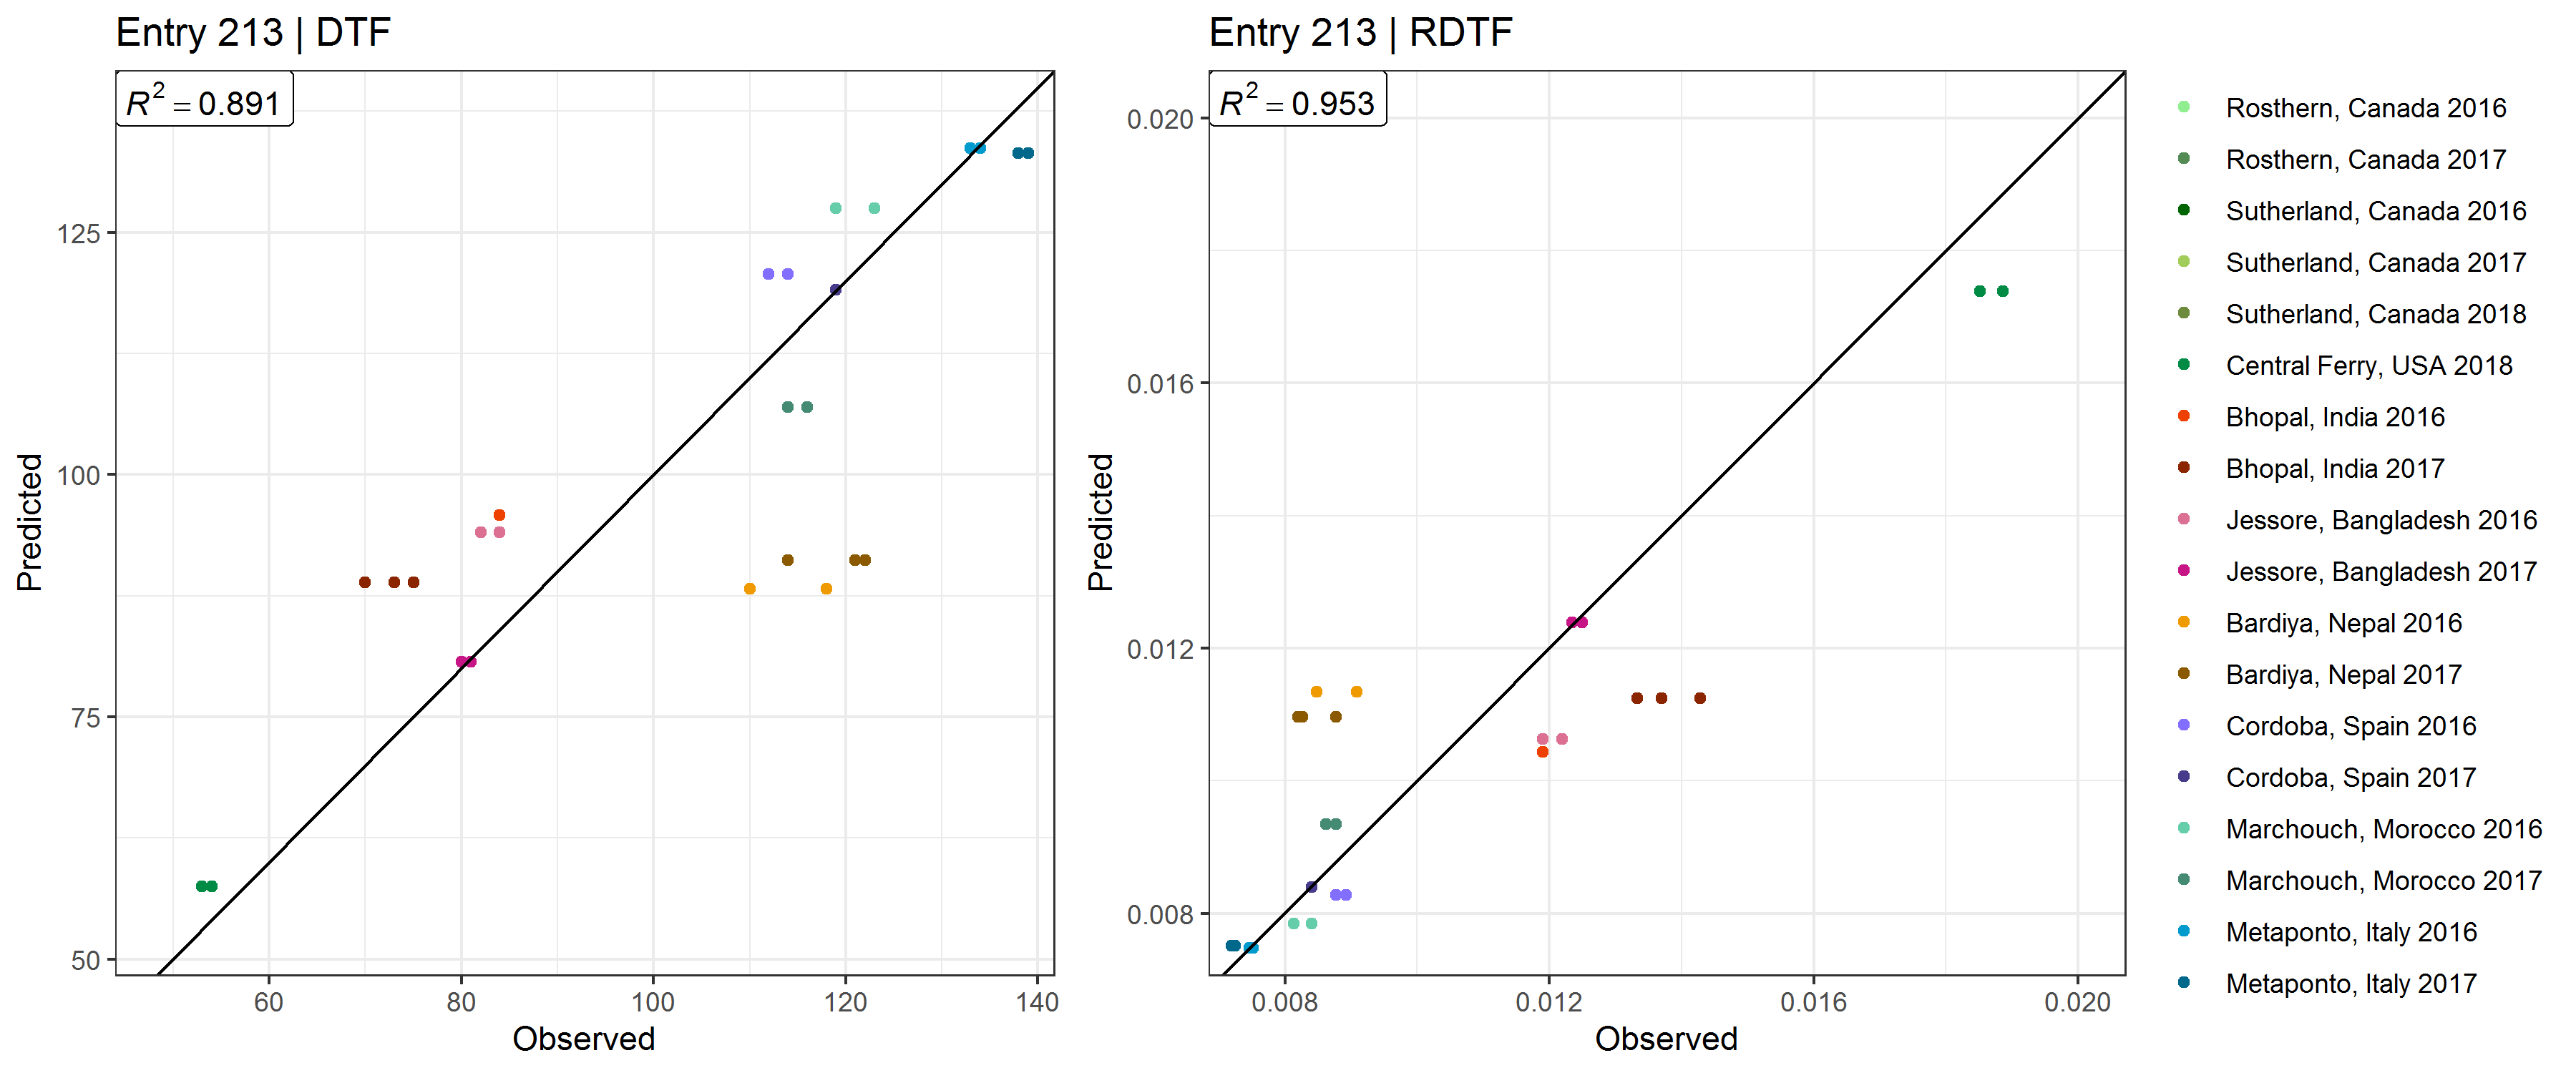 Entry 213 | DTF
R² = 0.891
125
100
75
50
Predicted
60 80 100 120 140
Observed
Entry 213 | RDTF
R² = 0.953
0.020
0.016
0.012
0.008
Predicted
0.008 0.012 0.016 0.020
Observed
Rosthern, Canada 2016
Rosthern, Canada 2017
Sutherland, Canada 2016
Sutherland, Canada 2017
Sutherland, Canada 2018
Central Ferry, USA 2018
Bhopal, India 2016
Bhopal, India 2017
Jessore, Bangladesh 2016
Jessore, Bangladesh 2017
Bardiya, Nepal 2016
Bardiya, Nepal 2017
Cordoba, Spain 2016
Cordoba, Spain 2017
Marchouch, Morocco 2016
Marchouch, Morocco 2017
Metaponto, Italy 2016
Metaponto, Italy 2017